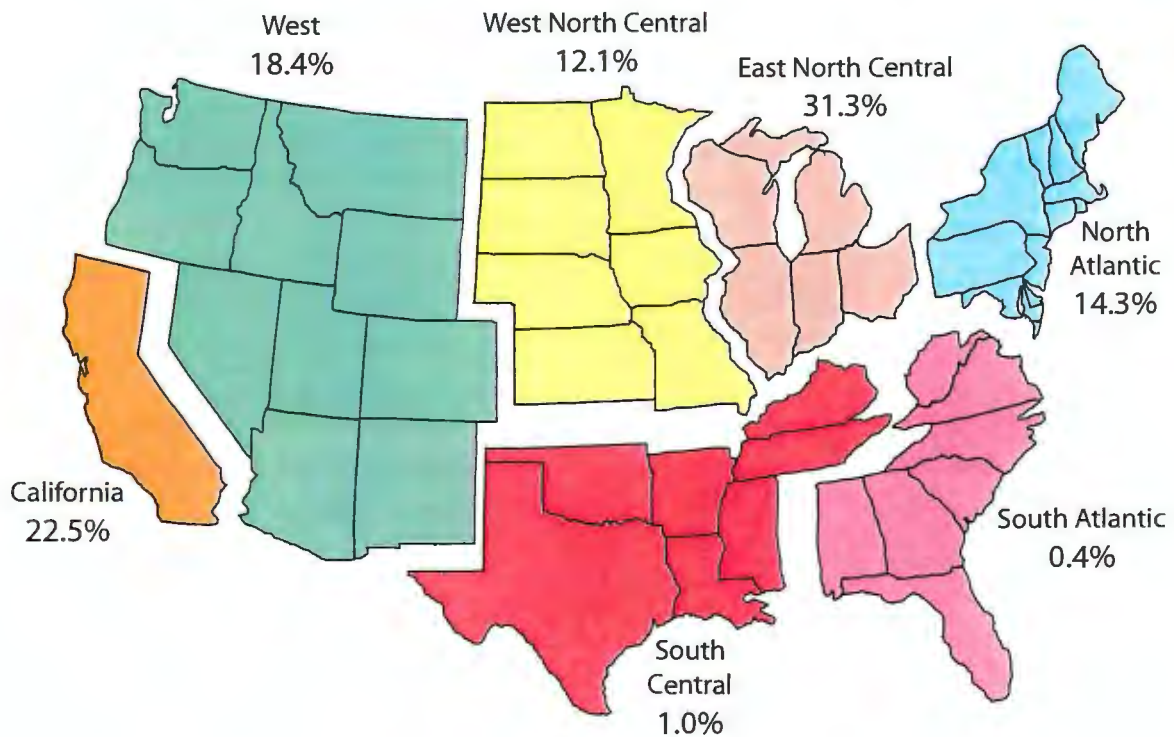 West
18.4%
West North Central
12.1%
East North Central
31.3%
North
Atlantic
14.3%
California
22.5%
South Atlantic
0.4%
South
Central
1.0%